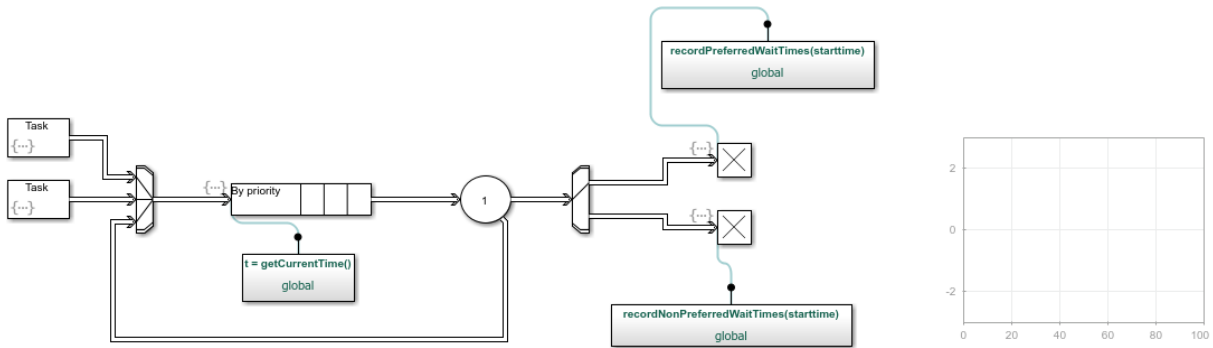 recordPreferredWaitTimes(starttime)
global
Task
{...}
Task
{...}
{...}
By priority
1
{...}
{...}
t = getCurrentTime()
global
recordNonPreferredWaitTimes(starttime)
global
2
0
-2
0 20 40 60 80 100